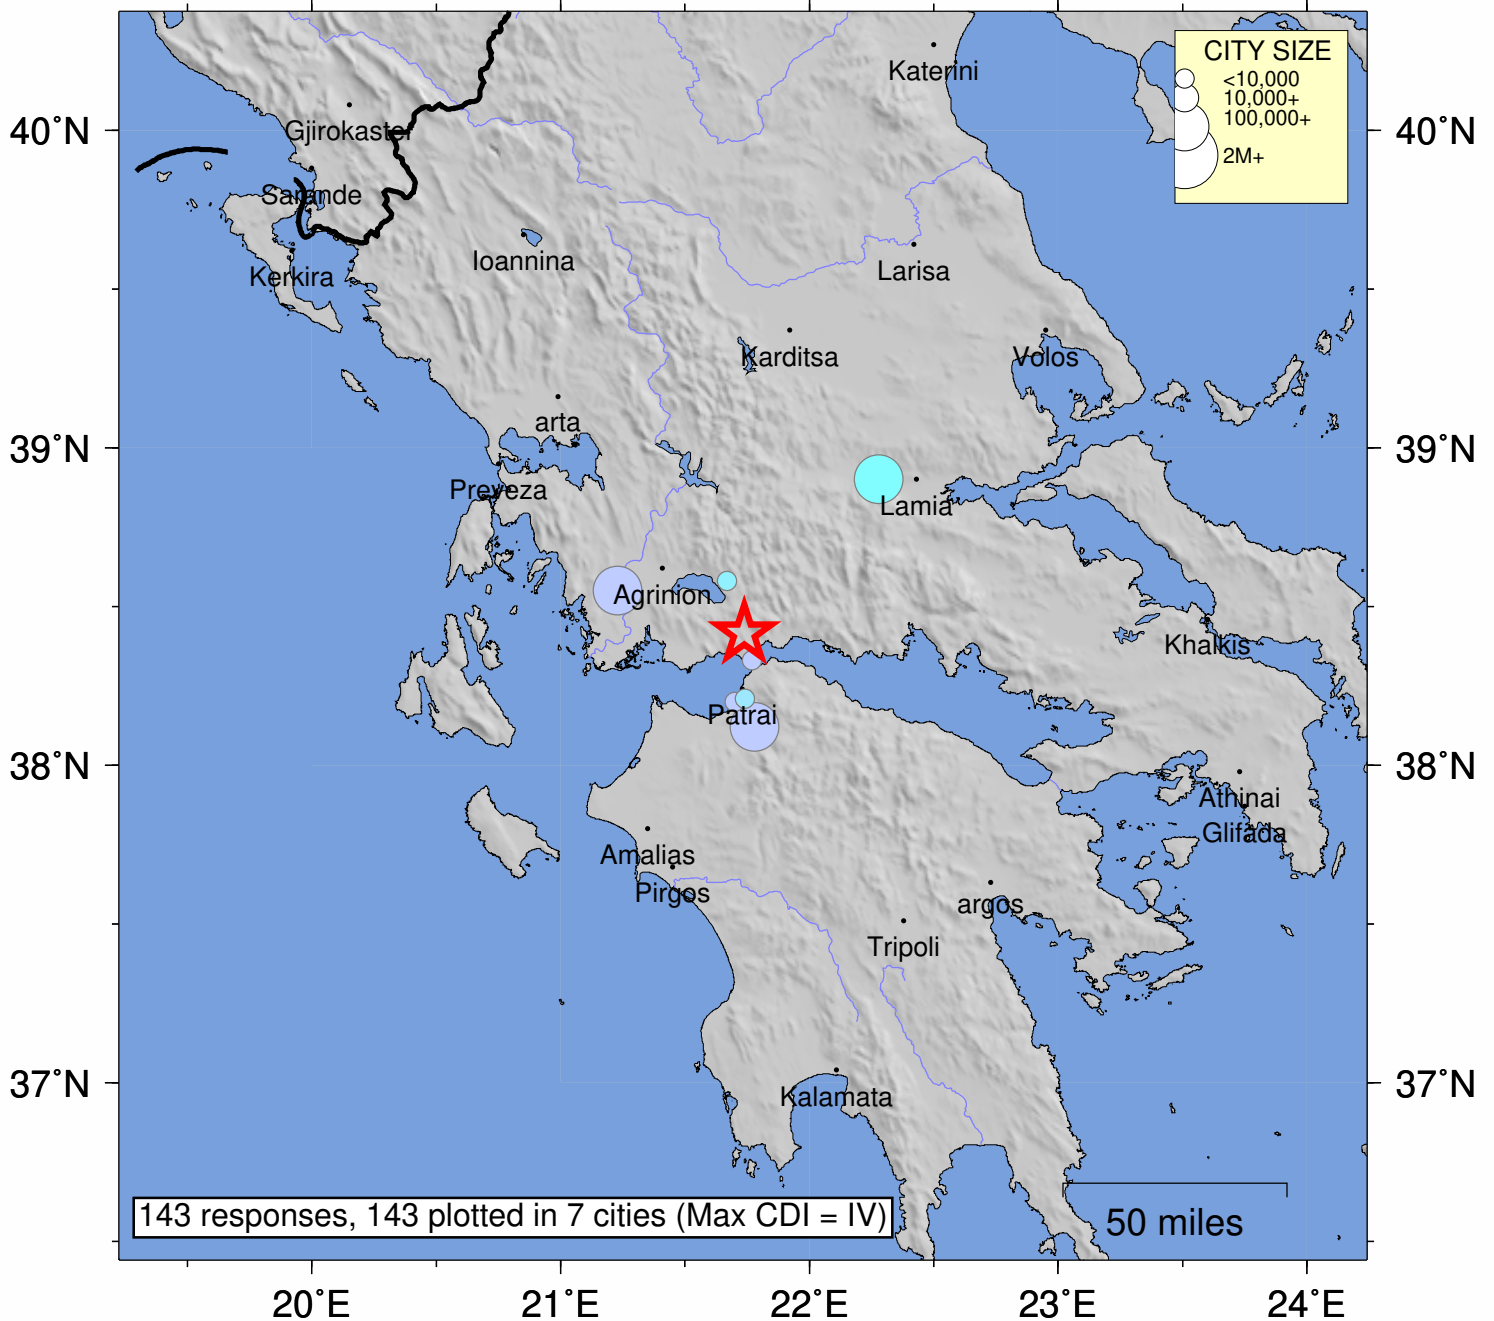 CITY SIZE
<10,000
10,000+
100,000+
2M+
Katerini
40˚N
Gjirokaster
40˚N
Sarande
Ioannina
Kerkira
Larisa
Karditsa
Volos
arta
39˚N
39˚N
Preveza
Lamia
Agrinion
Khalkis
Patrai
38˚N
38˚N
Athinai
Glifada
Amalias
Pirgos
argos
Tripoli
37˚N
37˚N
Kalamata
143 responses, 143 plotted in 7 cities (Max CDI = IV)
50 miles
20˚E
21˚E
22˚E
23˚E
24˚E